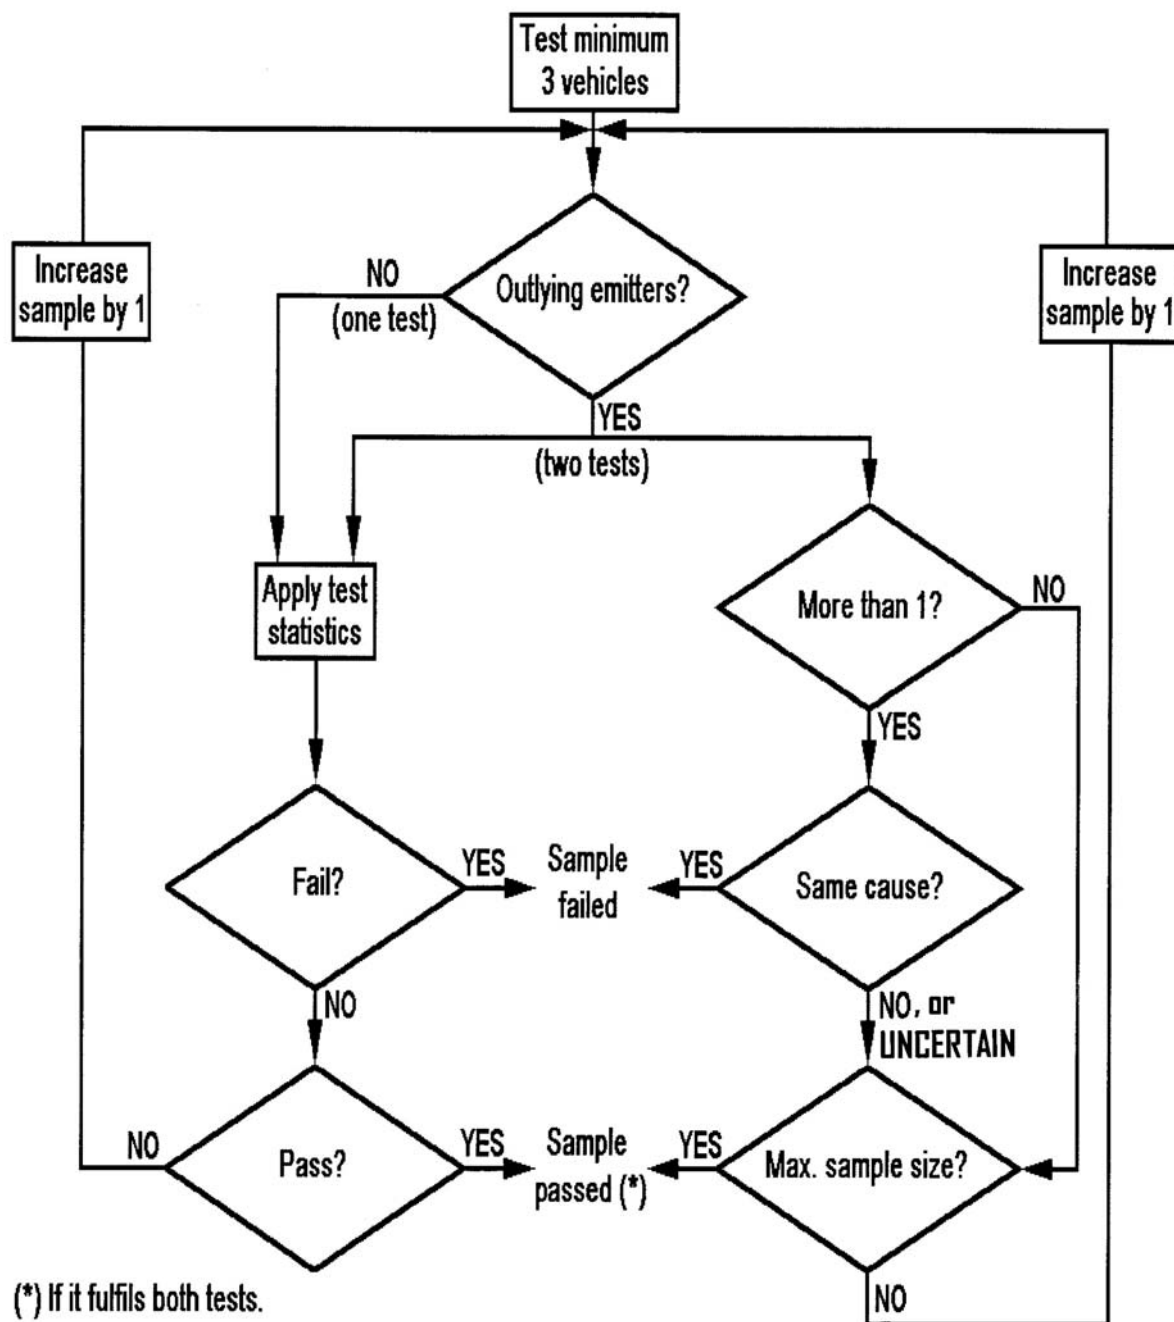 Test minimum
3 vehicles
Increase
sample by 1
NO
(one test)
Outlying emitters?
Increase
sample by 1
YES
(two tests)
Apply test
statistics
More than 1?
NO
YES
Fail?
YES
Sample
failed
YES
Same cause?
NO
NO, or
UNCERTAIN
NO
Pass?
YES
Sample
passed (*)
YES
Max. sample size?
(*) If it fulfils both tests.
NO